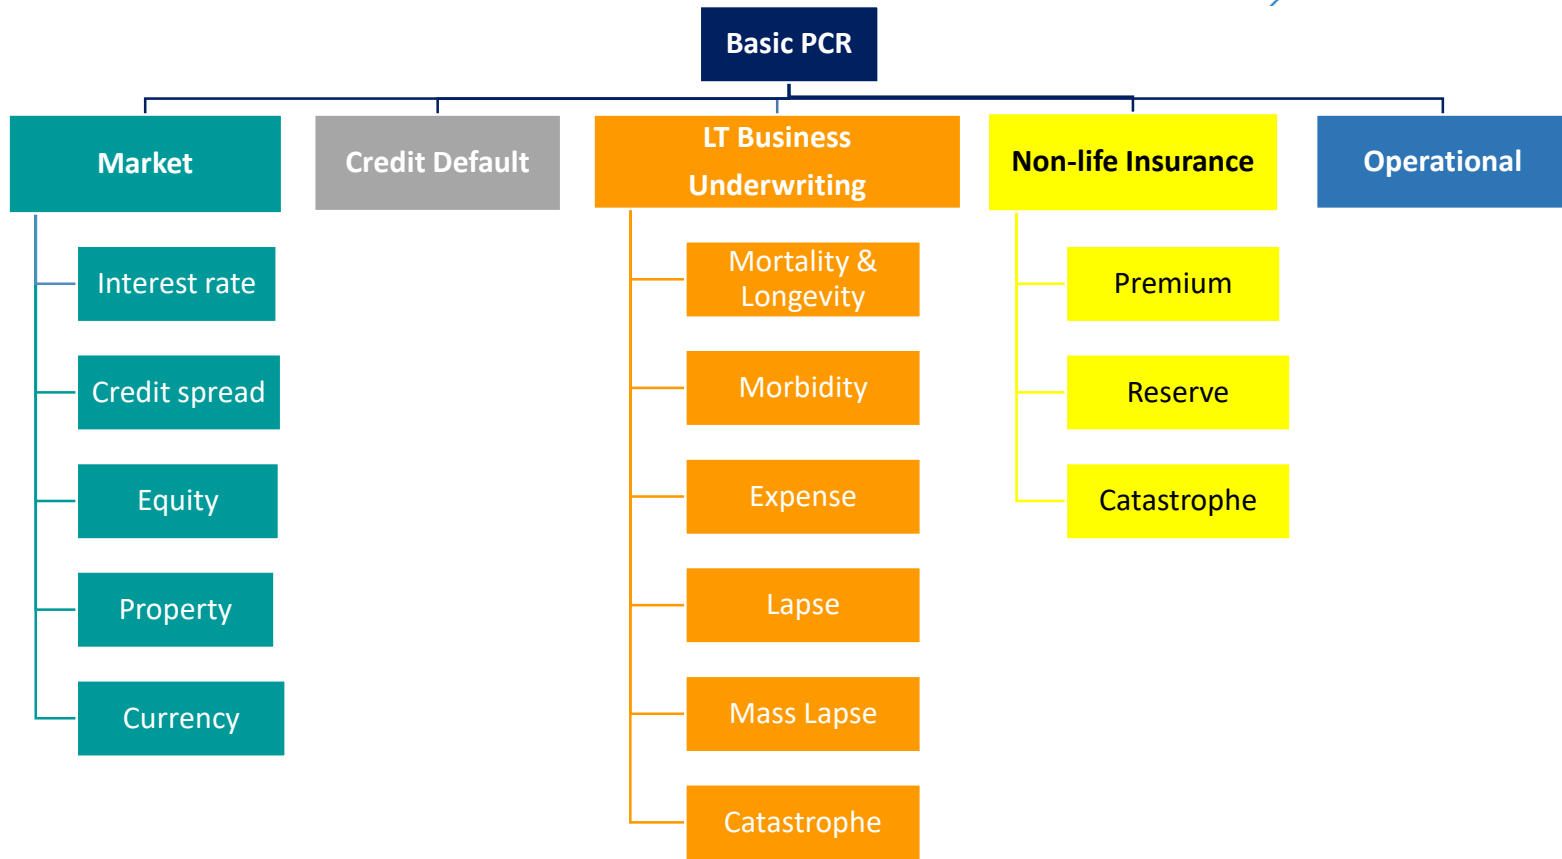 Basic PCR
Market
Credit Default
LT Business
Underwriting
Non-life Insurance
Operational
Interest rate
Credit spread
Equity
Property
Currency
Mortality &
Longevity
Morbidity
Expense
Lapse
Mass Lapse
Catastrophe
Premium
Reserve
Catastrophe